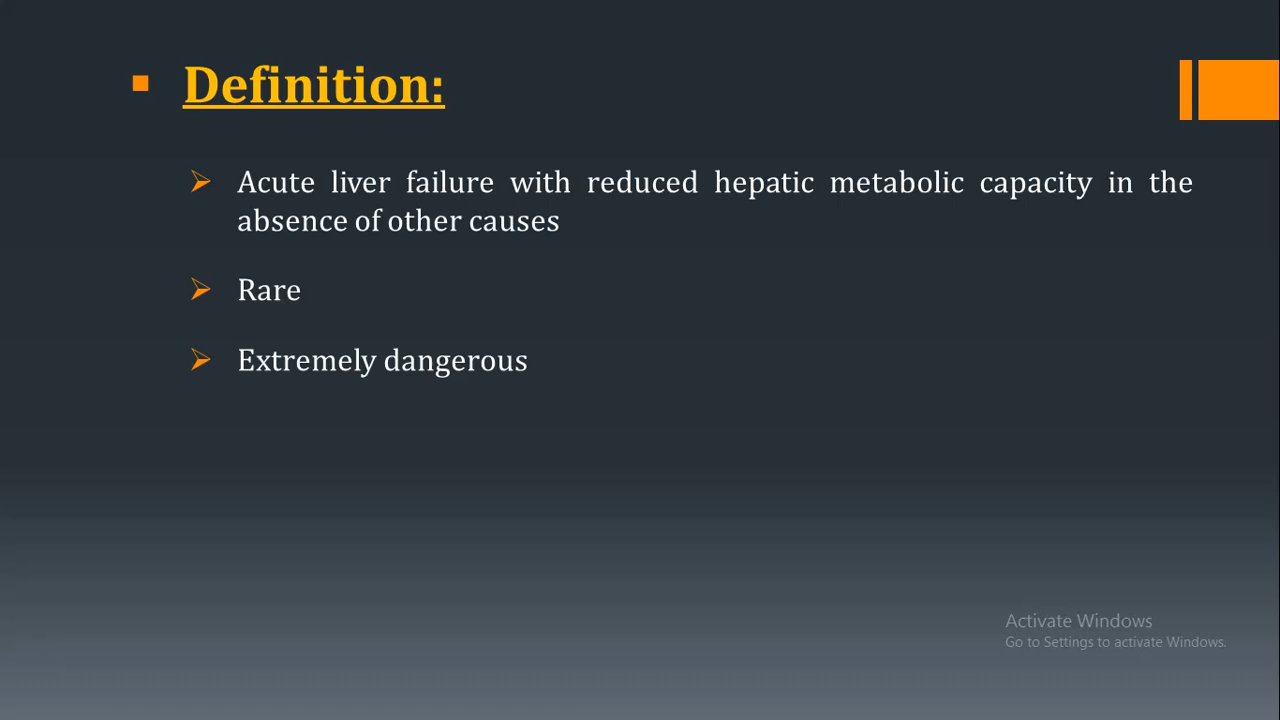 Definition:
Acute liver failure with reduced hepatic metabolic capacity in the
absence of other causes
Rare
Extremely dangerous
Activate Windows
Go to Settings to activate Windows.